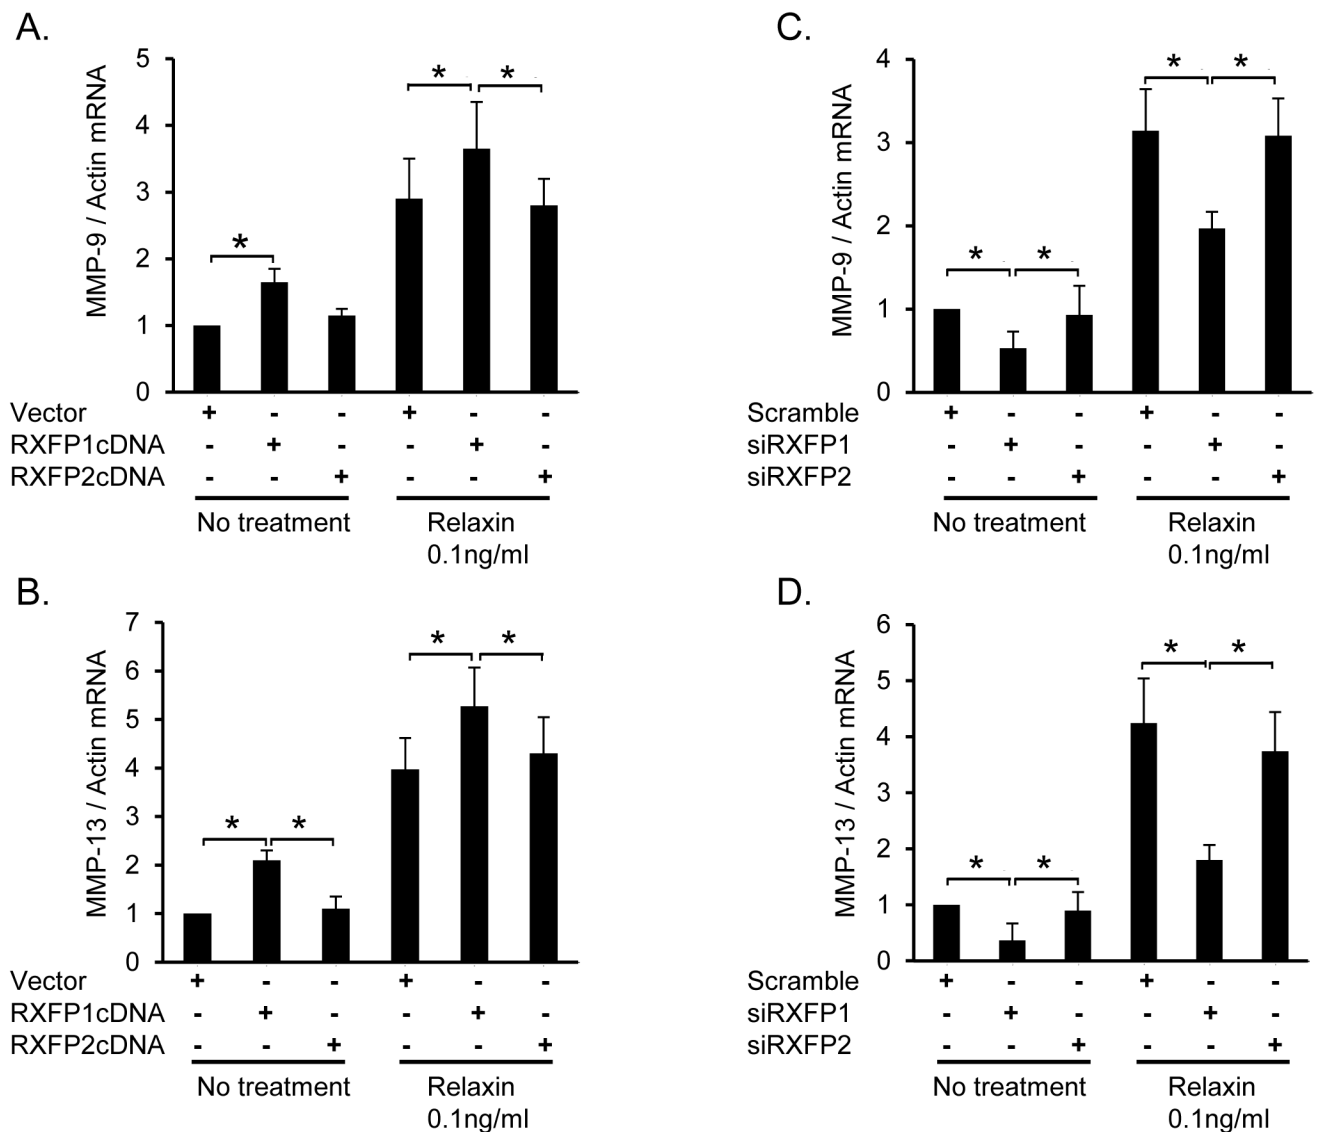 A.
MMP-9 / Actin mRNA
5
4
3
2
1
0
*
*
*
Vector + - - + - -
RXFP1cDNA - + - - + -
RXFP2cDNA - - + - - +
No treatment
Relaxin
0.1ng/ml
C.
MMP-9 / Actin mRNA
4
3
2
1
0
*
*
*
*
Scramble + - - + - -
siRXFP1 - + - - + -
siRXFP2 - - + - - +
No treatment
Relaxin
0.1ng/ml
B.
MMP-13 / Actin mRNA
7
6
5
4
3
2
1
0
*
*
*
*
Vector + - - + - -
RXFP1cDNA - + - - + -
RXFP2cDNA - - + - - +
No treatment
Relaxin
0.1ng/ml
D.
MMP-13 / Actin mRNA
6
5
4
3
2
1
0
*
*
*
*
Scramble + - - + - -
siRXFP1 - + - - + -
siRXFP2 - - + - - +
No treatment
Relaxin
0.1ng/ml